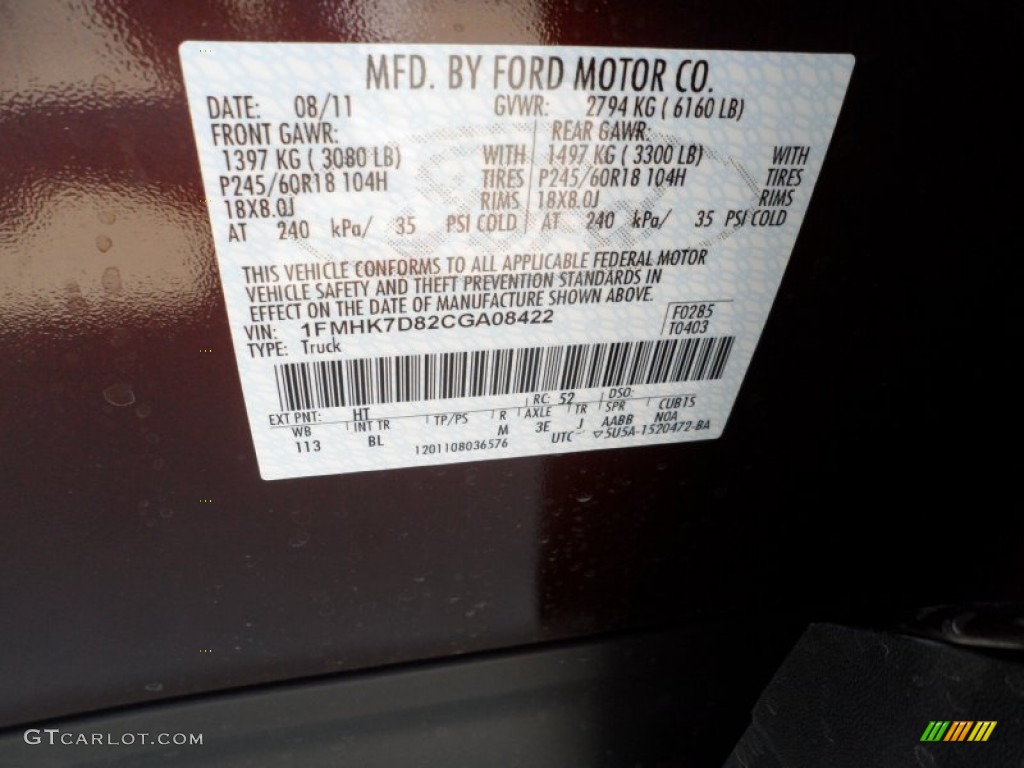 MFD. BY FORD MOTOR CO.
DATE: 08/11 GVWR: 2794 KG ( 6160 LB)
FRONT GAWR: REAR GAWR:
1397 KG ( 3080 LB) WITH 1497 KG ( 3300 LB) WITH
P245/60R18 104H TIRES P245/60R18 104H TIRES
18X8.0J RIMS 18X8.0J RIMS
AT 240 kPa/ 35 PSI COLD AT 240 kPa/ 35 PSI COLD
THIS VEHICLE CONFORMS TO ALL APPLICABLE FEDERAL MOTOR
VEHICLE SAFETY AND THEFT PREVENTION STANDARDS IN
EFFECT ON THE DATE OF MANUFACTURE SHOWN ABOVE.
VIN: 1FMHK7D82CGA08422 F0285
TYPE: Truck T0403
EXT PNT: HT RC: 52 DSO:
WB INT TR TP/PS R AXLE TR SPR CUBTS
113 BL M 3E J AABB NOA
1201108036576 UTC ▽5U5A-1520472-BA
GTCARLOT.COM